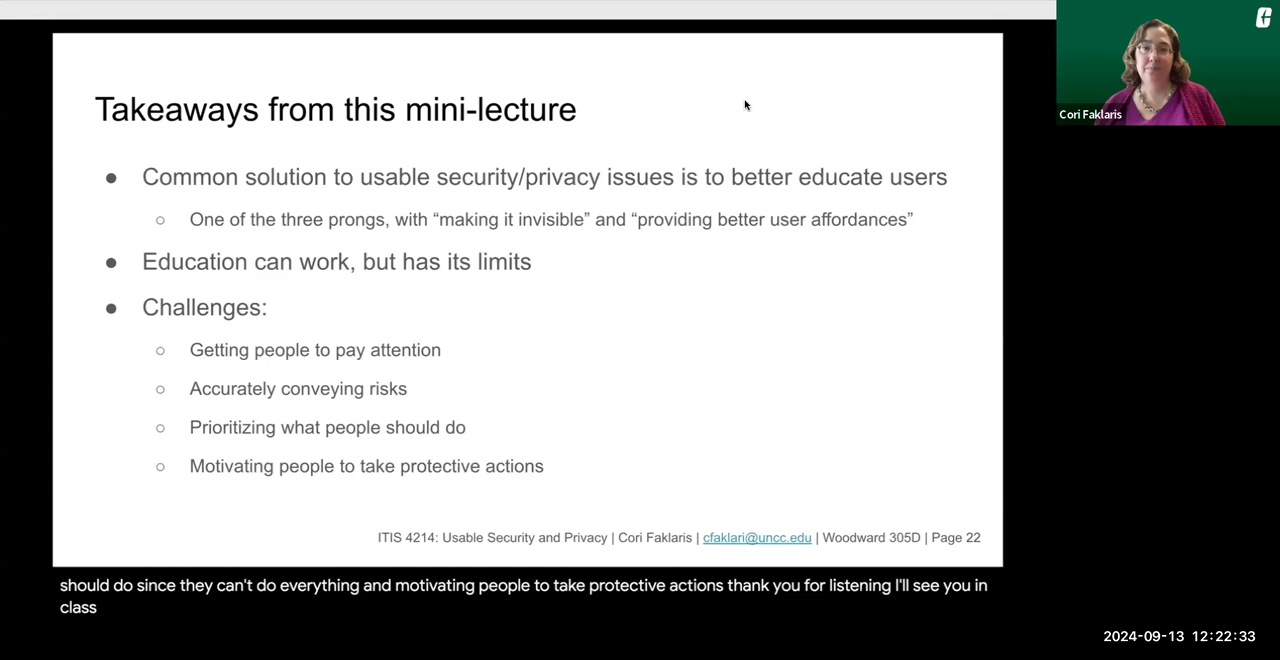 Takeaways from this mini-lecture
● Common solution to usable security/privacy issues is to better educate users
○ One of the three prongs, with “making it invisible” and “providing better user affordances”
● Education can work, but has its limits
● Challenges:
○ Getting people to pay attention
○ Accurately conveying risks
○ Prioritizing what people should do
○ Motivating people to take protective actions
ITIS 4214: Usable Security and Privacy | Cori Faklaris | cfaklari@uncc.edu | Woodward 305D | Page 22
Cori Faklaris
should do since they can't do everything and motivating people to take protective actions thank you for listening I'll see you in
class
2024-09-13 12:22:33